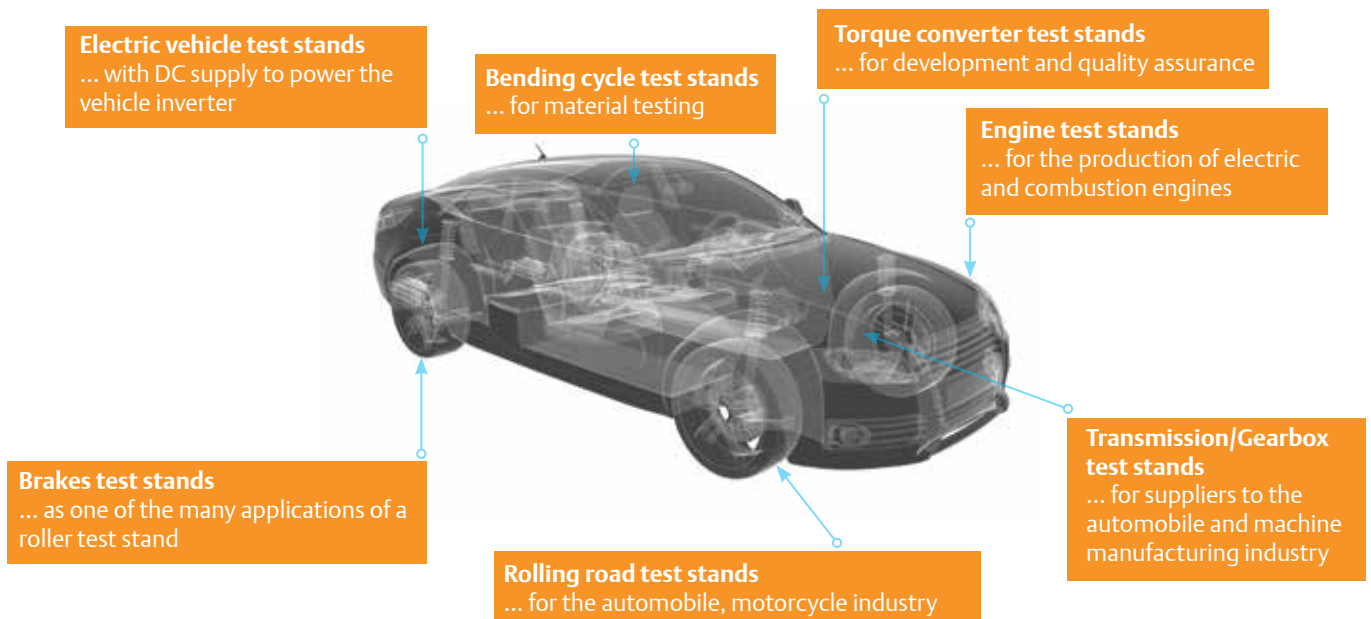 Electric vehicle test stands
... with DC supply to power the
vehicle inverter
Bending cycle test stands
... for material testing
Torque converter test stands
... for development and quality assurance
Engine test stands
... for the production of electric
and combustion engines
Brakes test stands
... as one of the many applications of a
roller test stand
Rolling road test stands
... for the automobile, motorcycle industry
Transmission/Gearbox
test stands
... for suppliers to the
automobile and machine
manufacturing industry